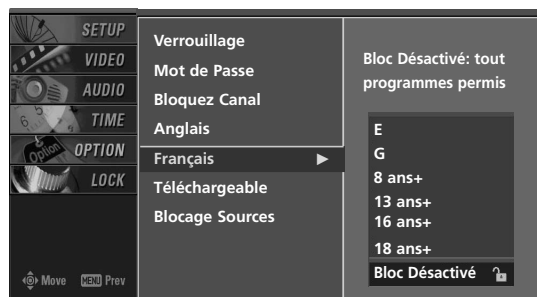 SETUP
VIDEO
AUDIO
TIME
OPTION
LOCK
Move MENU Prev
Verrouillage
Mot de Passe
Bloquez Canal
Anglais
Français ►
Téléchargeable
Blocage Sources
Bloc Désactivé: tout
programmes permis
E
G
8 ans+
13 ans+
16 ans+
18 ans+
Bloc Désactivé